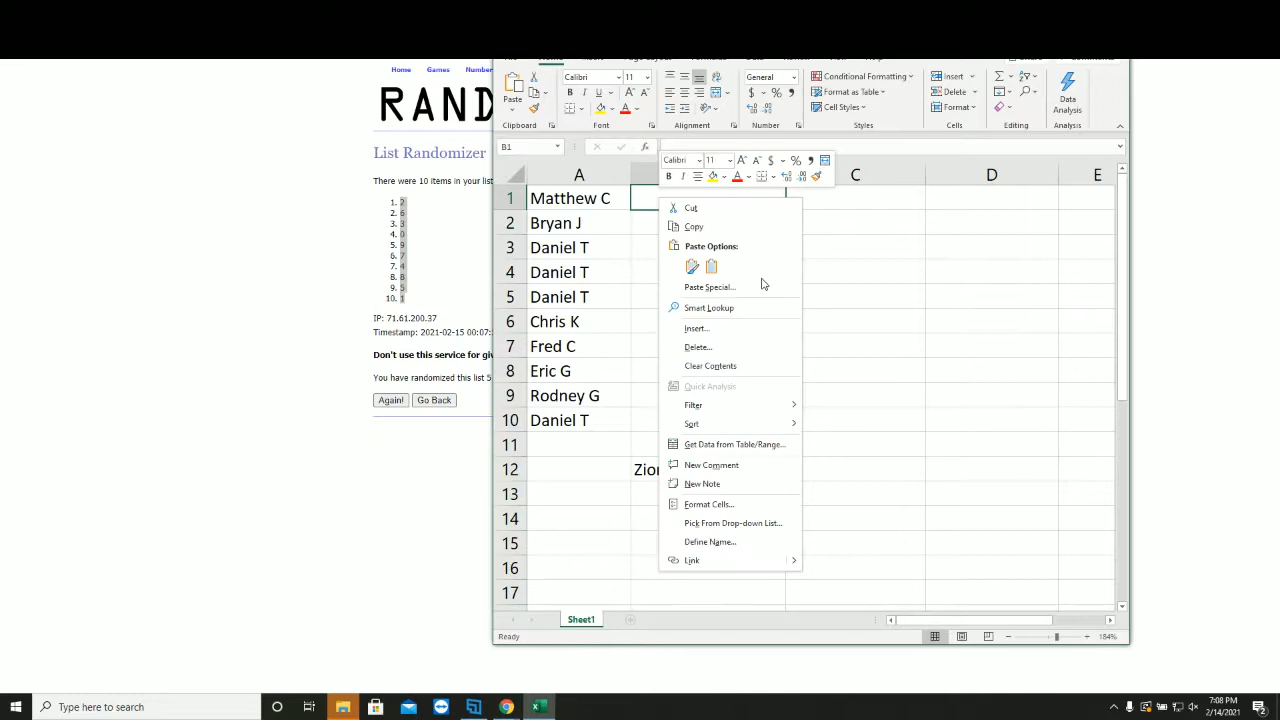 Home Games Number
RAND
List Randomizer
There were 10 items in your list
1. 2
2. 6
3. 3
4. 0
5. 9
6. 7
7. 4
8. 8
9. 5
10. 1
IP: 71.61.200.37
Timestamp: 2021-02-15 00:07:
Don't use this service for giv
You have randomized this list 5
Again! Go Back
Paste
Calibri 11
B I U
General
$ % ,
Conditional Formatting
Format as Table
Cell Styles
Insert
Delete
Format
Data
Analysis
Clipboard Font Alignment Number Styles Cells Editing Analysis
B1 fx
Calibri 11 A A $ % ,
B I
A C D E
1 Matthew C
2 Bryan J
3 Daniel T
4 Daniel T
5 Daniel T
6 Chris K
7 Fred C
8 Eric G
9 Rodney G
10 Daniel T
11
12 Zion
13
14
15
16
17
Cut
Copy
Paste Options:
Paste Special...
Smart Lookup
Insert...
Delete...
Clear Contents
Quick Analysis
Filter
Sort
Get Data from Table/Range...
New Comment
New Note
Format Cells...
Pick From Drop-down List...
Define Name...
Link
Sheet1
Ready 184%
Type here to search
7:08 PM
2/14/2021
2